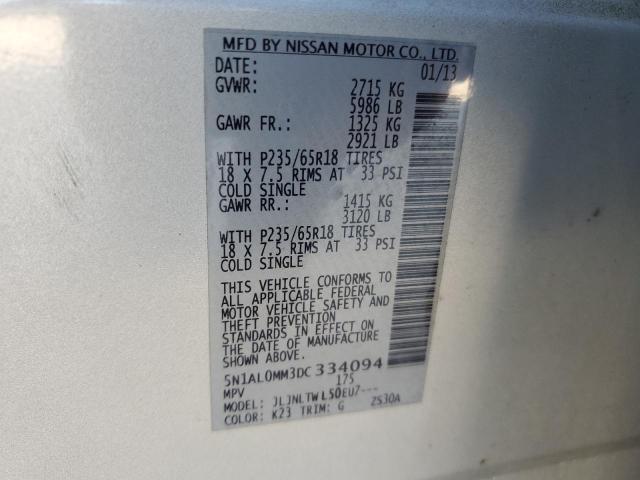 MFD BY NISSAN MOTOR CO., LTD.
DATE: 01/13
GVWR: 2715 KG
5986 LB
GAWR FR.: 1325 KG
2921 LB
WITH P235/65R18 TIRES
18 X 7.5 RIMS AT 33 PSI
COLD SINGLE
GAWR RR.: 1415 KG
3120 LB
WITH P235/65R18 TIRES
18 X 7.5 RIMS AT 33 PSI
COLD SINGLE
THIS VEHICLE CONFORMS TO
ALL APPLICABLE FEDERAL
MOTOR VEHICLE SAFETY AND
THEFT PREVENTION
STANDARDS IN EFFECT ON
THE DATE OF MANUFACTURE
SHOWN ABOVE.
5N1AL0MM3DC 334094
MPV 175
MODEL: JLJNLTWL50EU7---
COLOR: K23 TRIM: G 2S30A